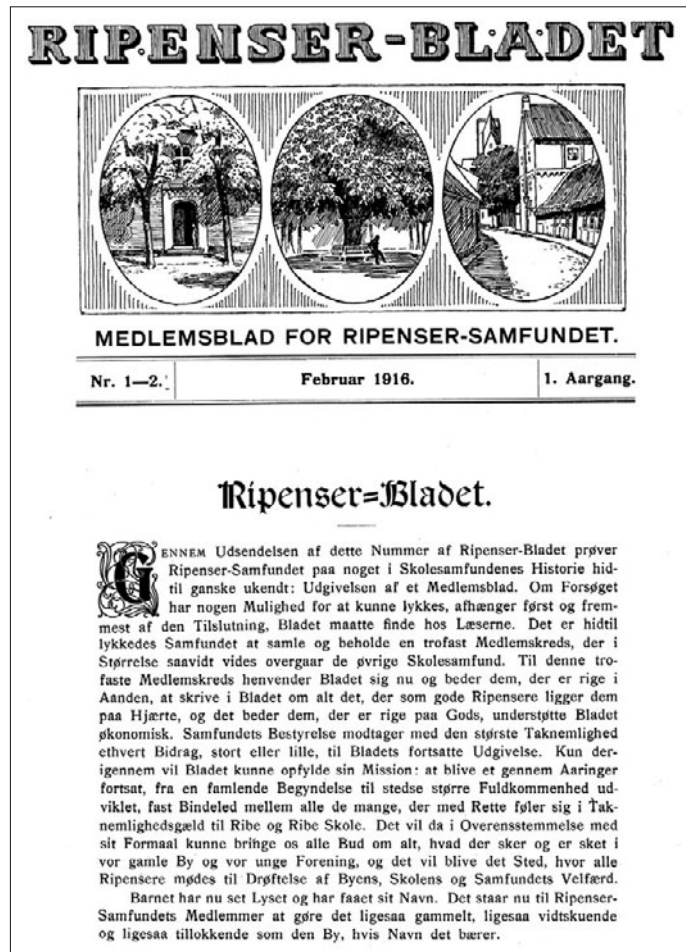 RIPENSER-BLADET
MEDLEMSBLAD FOR RIPENSER-SAMFUNDET.
Nr. 1—2. Februar 1916. 1. Aargang.
Ripenser=Bladet.
GENNEM Udsendelsen af dette Nummer af Ripenser-Bladet prøver
Ripenser-Samfundet paa noget i Skolesamfundenes Historie hid-
til ganske ukendt: Udgivelsen af et Medlemsblad. Om Forsøget
har nogen Mulighed for at kunne lykkes, afhænger først og frem-
mest af den Tilslutning, Bladet maatte finde hos Læserne. Det er hidtil
lykkedes Samfundet at samle og beholde en trofast Medlemskreds, der i
Størrelse saavidt vides overgaar de øvrige Skolesamfund. Til denne tro-
faste Medlemskreds henvender Bladet sig nu og beder dem, der er rige i
Aanden, at skrive i Bladet om alt det, der som gode Ripensere ligger dem
paa Hjærte, og det beder dem, der er rige paa Gods, understøtte Bladet
økonomisk. Samfundets Bestyrelse modtager med den største Taknemlighed
ethvert Bidrag, stort eller lille, til Bladets fortsatte Udgivelse. Kun der-
igennem vil Bladet kunne opfylde sin Mission: at blive et gennem Aaringer
fortsat, fra en famlende Begyndelse til stedse større Fuldkommenhed ud-
viklet, fast Bindeled mellem alle de mange, der med Rette føler sig i Tak-
nemlighedsgæld til Ribe og Ribe Skole. Det vil da i Overensstemmelse med
sit Formaal kunne bringe os alle Bud om alt, hvad der sker og er sket i
vor gamle By og vor unge Forening, og det vil blive det Sted, hvor alle
Ripensere mødes til Drøftelse af Byens, Skolens og Samfundets Velfærd.
Barnet har nu set Lyset og har faaet sit Navn. Det staar nu til Ripenser-
Samfundets Medlemmer at gøre det ligesaa gammelt, ligesaa vidtskuende
og ligesaa tillokkende som den By, hvis Navn det bærer.